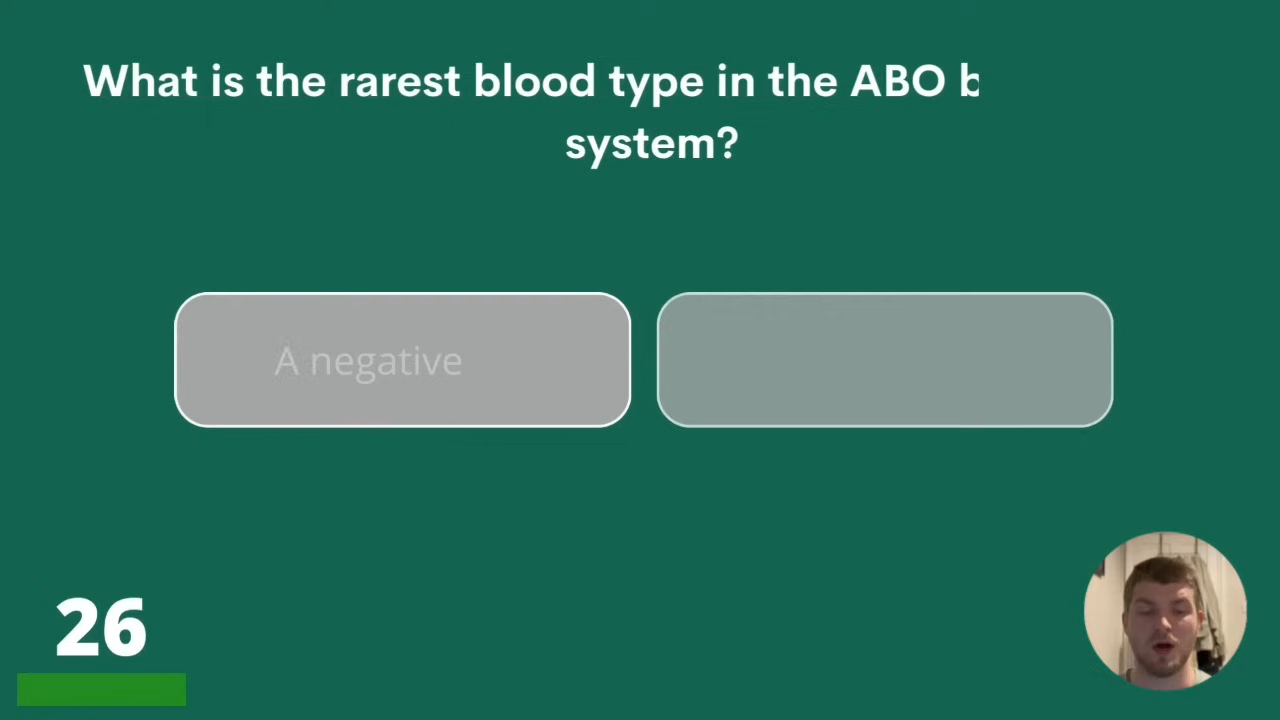 What is the rarest blood type in the ABO b
system?
A negative
26